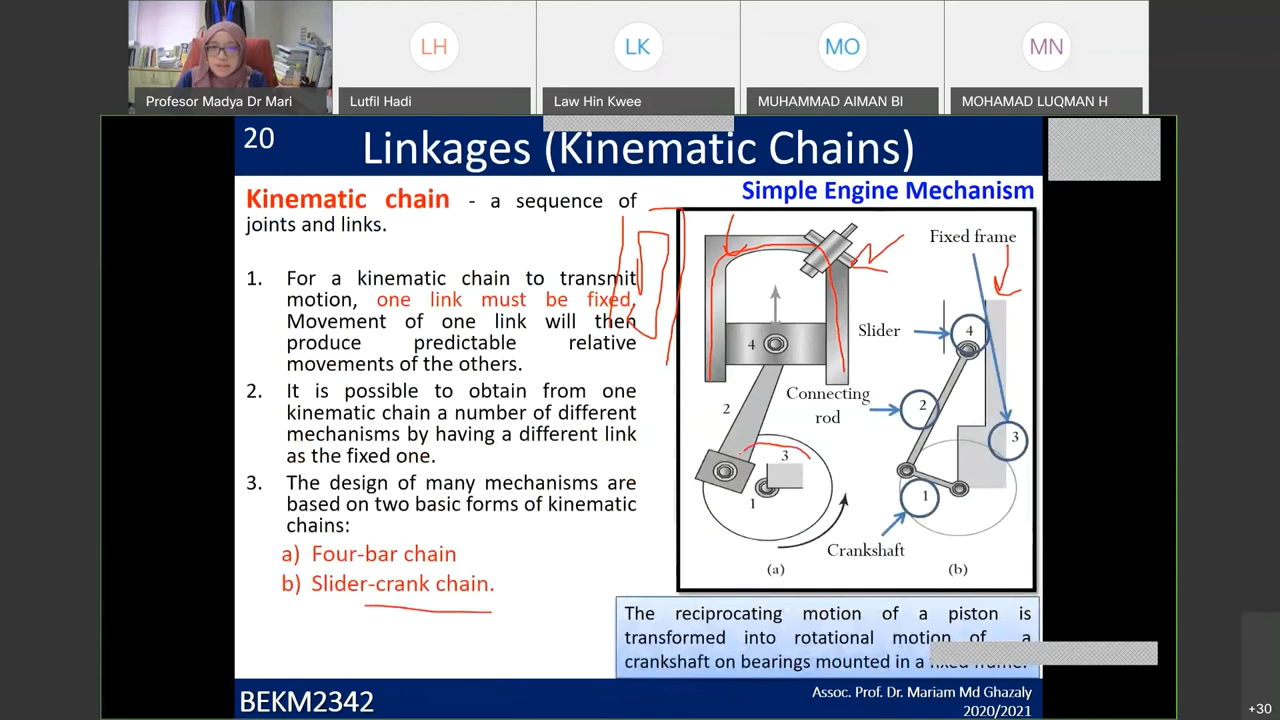 LH
LK
MO
MN
Profesor Madya Dr Mari
Lutfil Hadi
Law Hin Kwee
MUHAMMAD AIMAN BI
MOHAMAD LUQMAN H
20
Linkages (Kinematic Chains)
Kinematic chain - a sequence of
joints and links.
1. For a kinematic chain to transmit
motion, one link must be fixed.
Movement of one link will then
produce predictable relative
movements of the others.
2. It is possible to obtain from one
kinematic chain a number of different
mechanisms by having a different link
as the fixed one.
3. The design of many mechanisms are
based on two basic forms of kinematic
chains:
a) Four-bar chain
b) Slider-crank chain.
Simple Engine Mechanism
Fixed frame
Slider
4
4
Connecting
rod
2
2
3
3
1
1
Crankshaft
(a)
(b)
The reciprocating motion of a piston is
transformed into rotational motion of a
crankshaft on bearings mounted in a fixed frame.
BEKM2342
Assoc. Prof. Dr. Mariam Md Ghazaly
2020/2021
+30